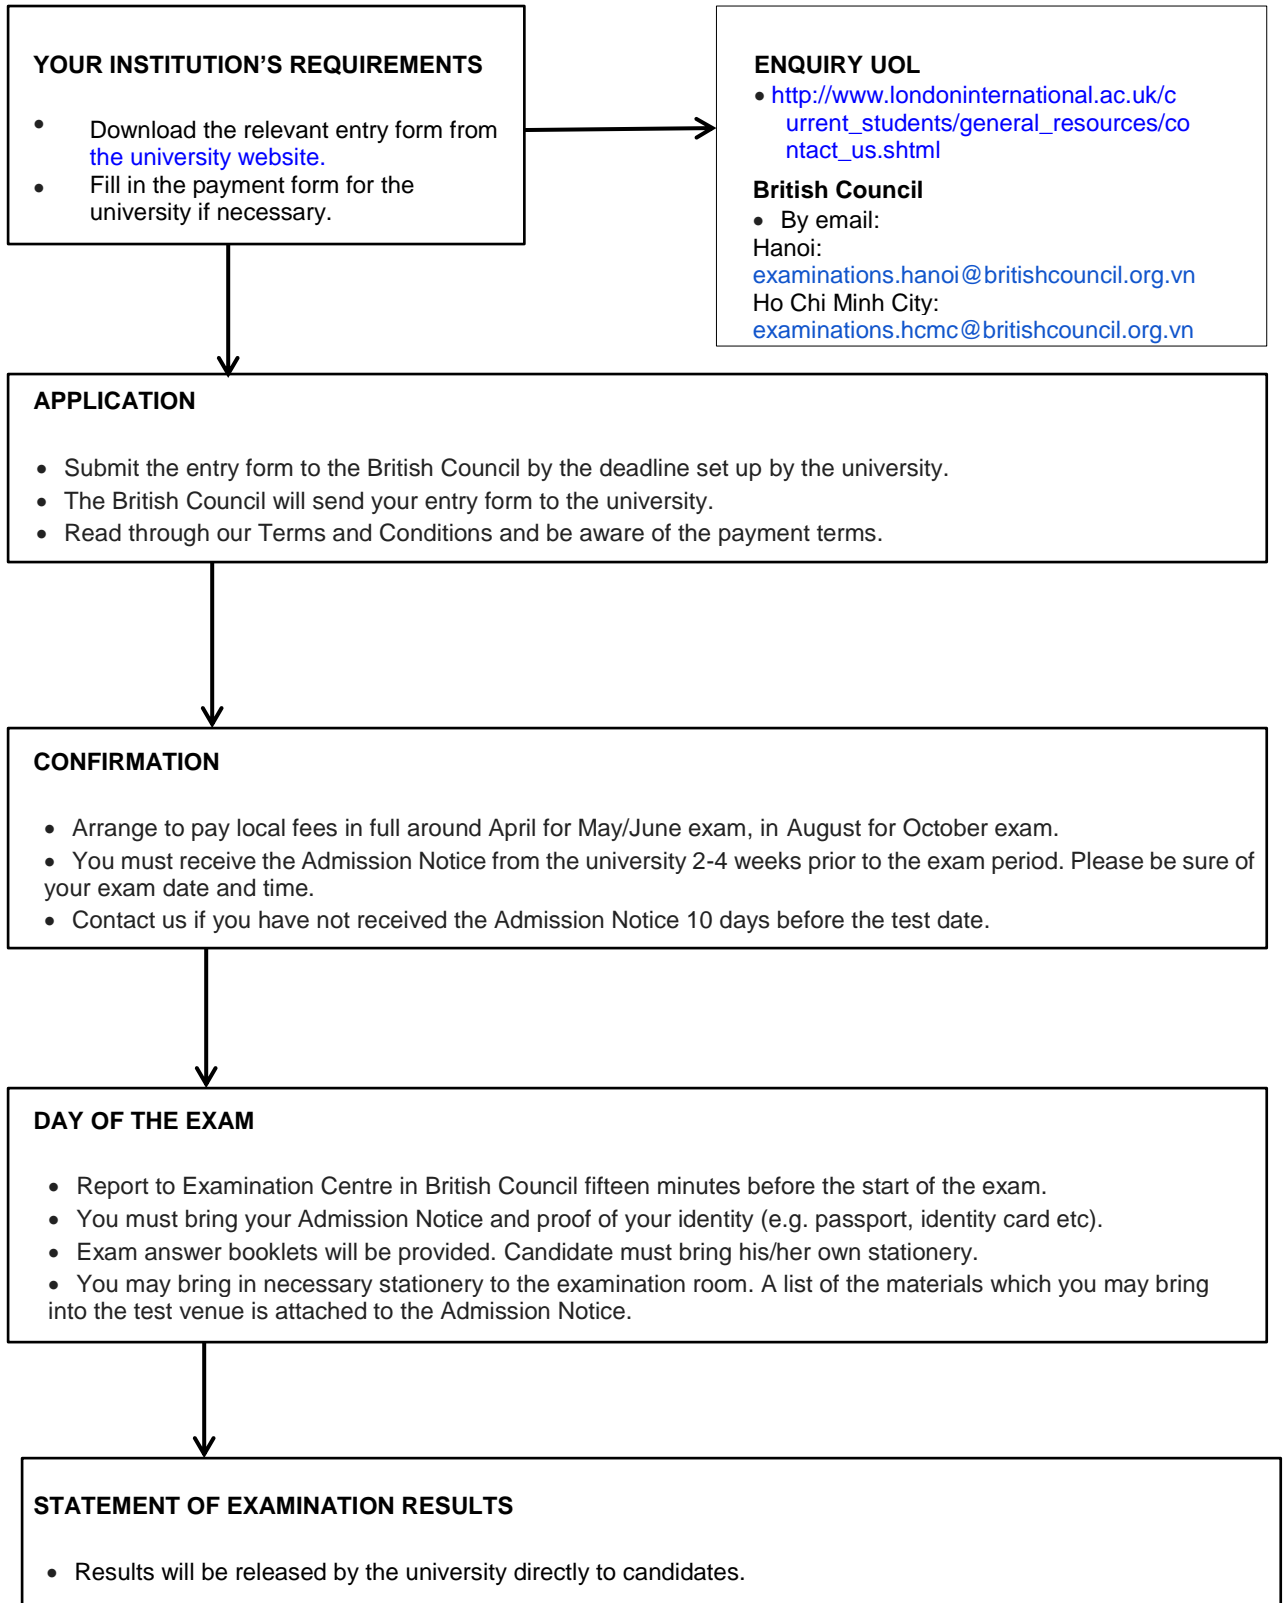 YOUR INSTITUTION'S REQUIREMENTS
• Download the relevant entry form from
the university website.
• Fill in the payment form for the
university if necessary.
ENQUIRY UOL
• http://www.londoninternational.ac.uk/c
urrent_students/general_resources/co
ntact_us.shtml
British Council
• By email:
Hanoi:
examinations.hanoi@britishcouncil.org.vn
Ho Chi Minh City:
examinations.hcmc@britishcouncil.org.vn
APPLICATION
• Submit the entry form to the British Council by the deadline set up by the university.
• The British Council will send your entry form to the university.
• Read through our Terms and Conditions and be aware of the payment terms.
CONFIRMATION
• Arrange to pay local fees in full around April for May/June exam, in August for October exam.
• You must receive the Admission Notice from the university 2-4 weeks prior to the exam period. Please be sure of
your exam date and time.
• Contact us if you have not received the Admission Notice 10 days before the test date.
DAY OF THE EXAM
• Report to Examination Centre in British Council fifteen minutes before the start of the exam.
• You must bring your Admission Notice and proof of your identity (e.g. passport, identity card etc).
• Exam answer booklets will be provided. Candidate must bring his/her own stationery.
• You may bring in necessary stationery to the examination room. A list of the materials which you may bring
into the test venue is attached to the Admission Notice.
STATEMENT OF EXAMINATION RESULTS
• Results will be released by the university directly to candidates.